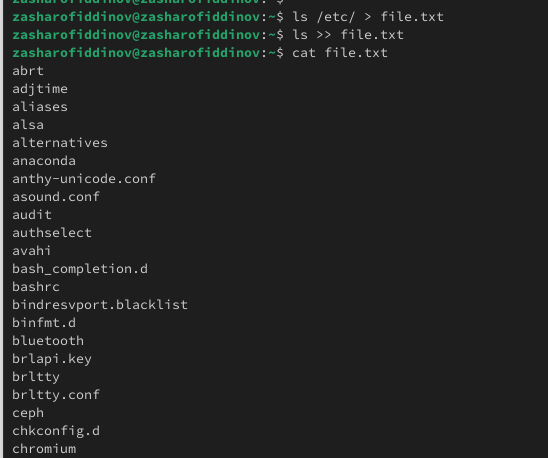 zasharofiddinov@zasharofiddinov:~$ ls /etc/ > file.txt
zasharofiddinov@zasharofiddinov:~$ ls >> file.txt
zasharofiddinov@zasharofiddinov:~$ cat file.txt
abrt
adjtime
aliases
alsa
alternatives
anaconda
anthy-unicode.conf
asound.conf
audit
authselect
avahi
bash_completion.d
bashrc
bindresvport.blacklist
binfmt.d
bluetooth
brlapi.key
brltty
brltty.conf
ceph
chkconfig.d
chromium